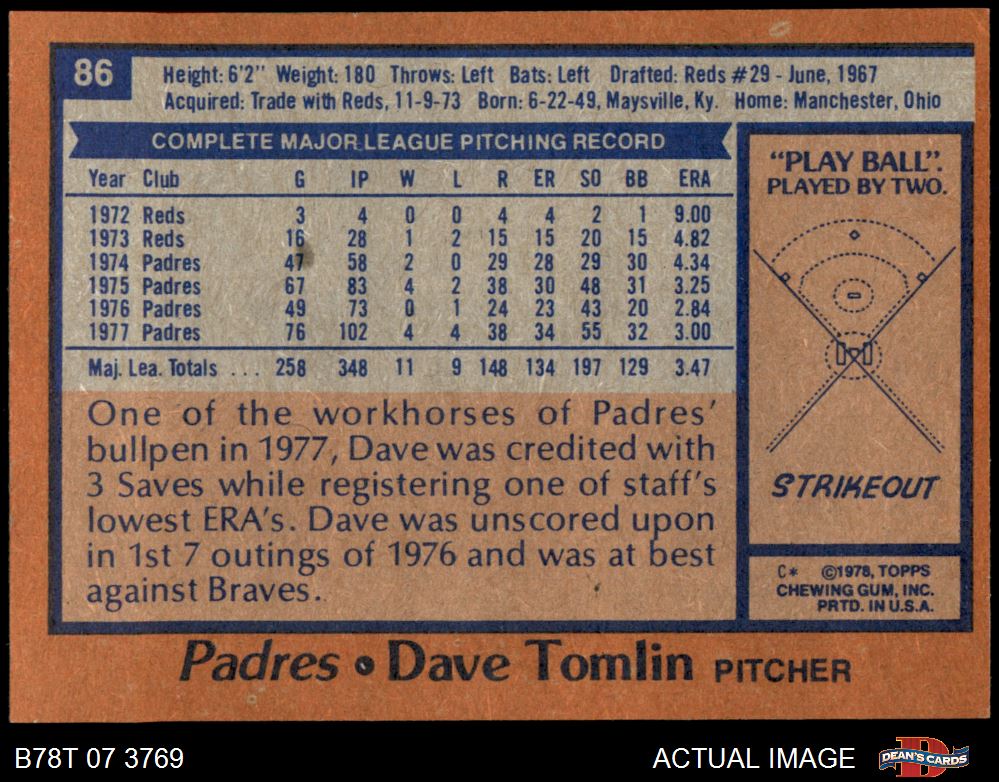 86
Height: 6'2" Weight: 180 Throws: Left Bats: Left Drafted: Reds #29 - June, 1967
Acquired: Trade with Reds, 11-9-73 Born: 6-22-49, Maysville, Ky. Home: Manchester, Ohio
COMPLETE MAJOR LEAGUE PITCHING RECORD
Year Club G IP W L R ER SO BB ERA
1972 Reds 3 4 0 0 4 4 2 1 9.00
1973 Reds 16 28 1 2 15 15 20 15 4.82
1974 Padres 47 58 2 0 29 28 29 30 4.34
1975 Padres 67 83 4 2 38 30 48 31 3.25
1976 Padres 49 73 0 1 24 23 43 20 2.84
1977 Padres 76 102 4 4 38 34 55 32 3.00
Maj. Lea. Totals ... 258 348 11 9 148 134 197 129 3.47
One of the workhorses of Padres'
bullpen in 1977, Dave was credited with
3 Saves while registering one of staff's
lowest ERA's. Dave was unscored upon
in 1st 7 outings of 1976 and was at best
against Braves.
"PLAY BALL".
PLAYED BY TWO.
STRIKEOUT
C* ©1978, TOPPS
CHEWING GUM, INC.
PRTD. IN U.S.A.
Padres • Dave Tomlin PITCHER
B78T 07 3769
ACTUAL IMAGE
DEAN'S CARDS